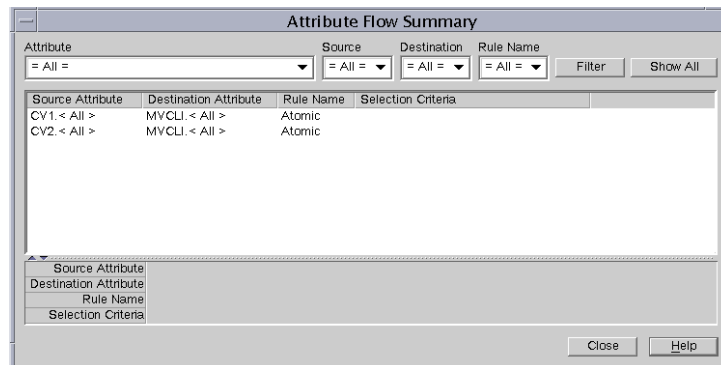 Attribute Flow Summary
Attribute Source Destination Rule Name
= All = = All = = All = = All = Filter Show All
Source Attribute Destination Attribute Rule Name Selection Criteria
CV1.< All > MVCLI.< All > Atomic
CV2.< All > MVCLI.< All > Atomic
Source Attribute
Destination Attribute
Rule Name
Selection Criteria
Close Help